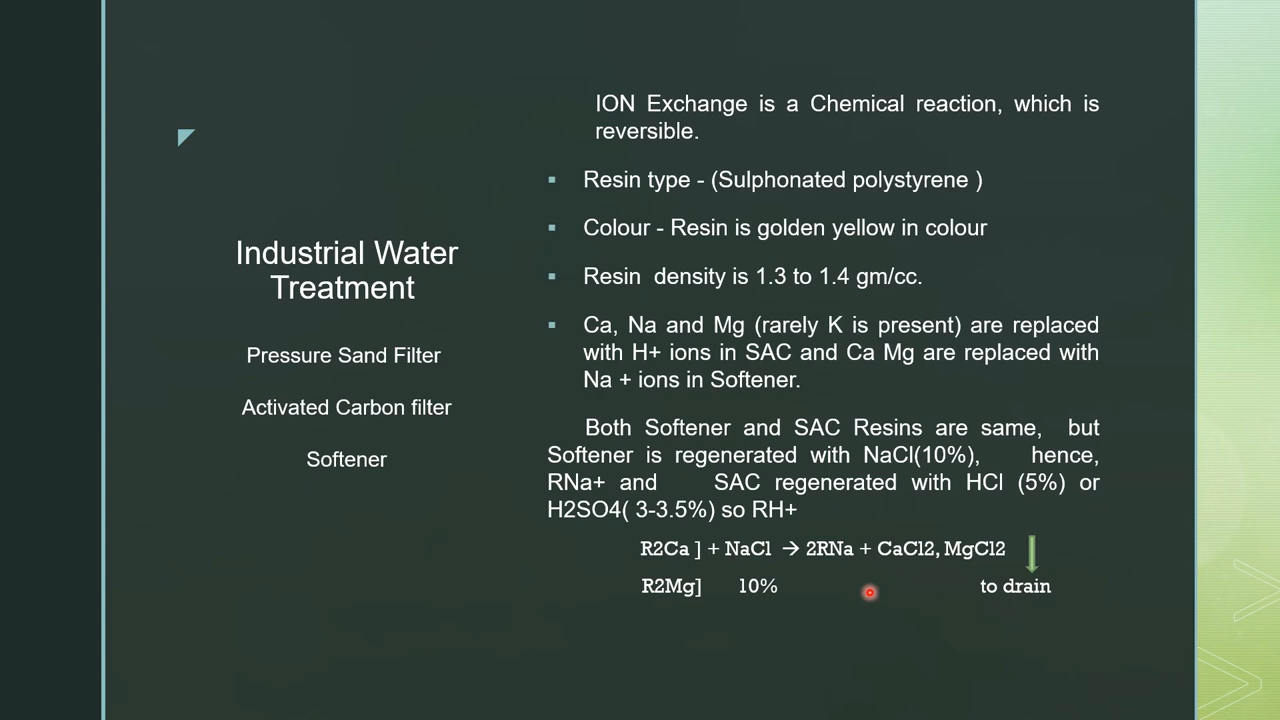 Industrial Water
Treatment
Pressure Sand Filter
Activated Carbon filter
Softener
ION Exchange is a Chemical reaction, which is
reversible.
▪ Resin type - (Sulphonated polystyrene )
▪ Colour - Resin is golden yellow in colour
▪ Resin density is 1.3 to 1.4 gm/cc.
▪ Ca, Na and Mg (rarely K is present) are replaced
with H+ ions in SAC and Ca Mg are replaced with
Na + ions in Softener.
Both Softener and SAC Resins are same, but
Softener is regenerated with NaCl(10%), hence,
RNa+ and SAC regenerated with HCl (5%) or
H2SO4( 3-3.5%) so RH+
R2Ca ] + NaCl → 2RNa + CaCl2, MgCl2
R2Mg] 10% to drain